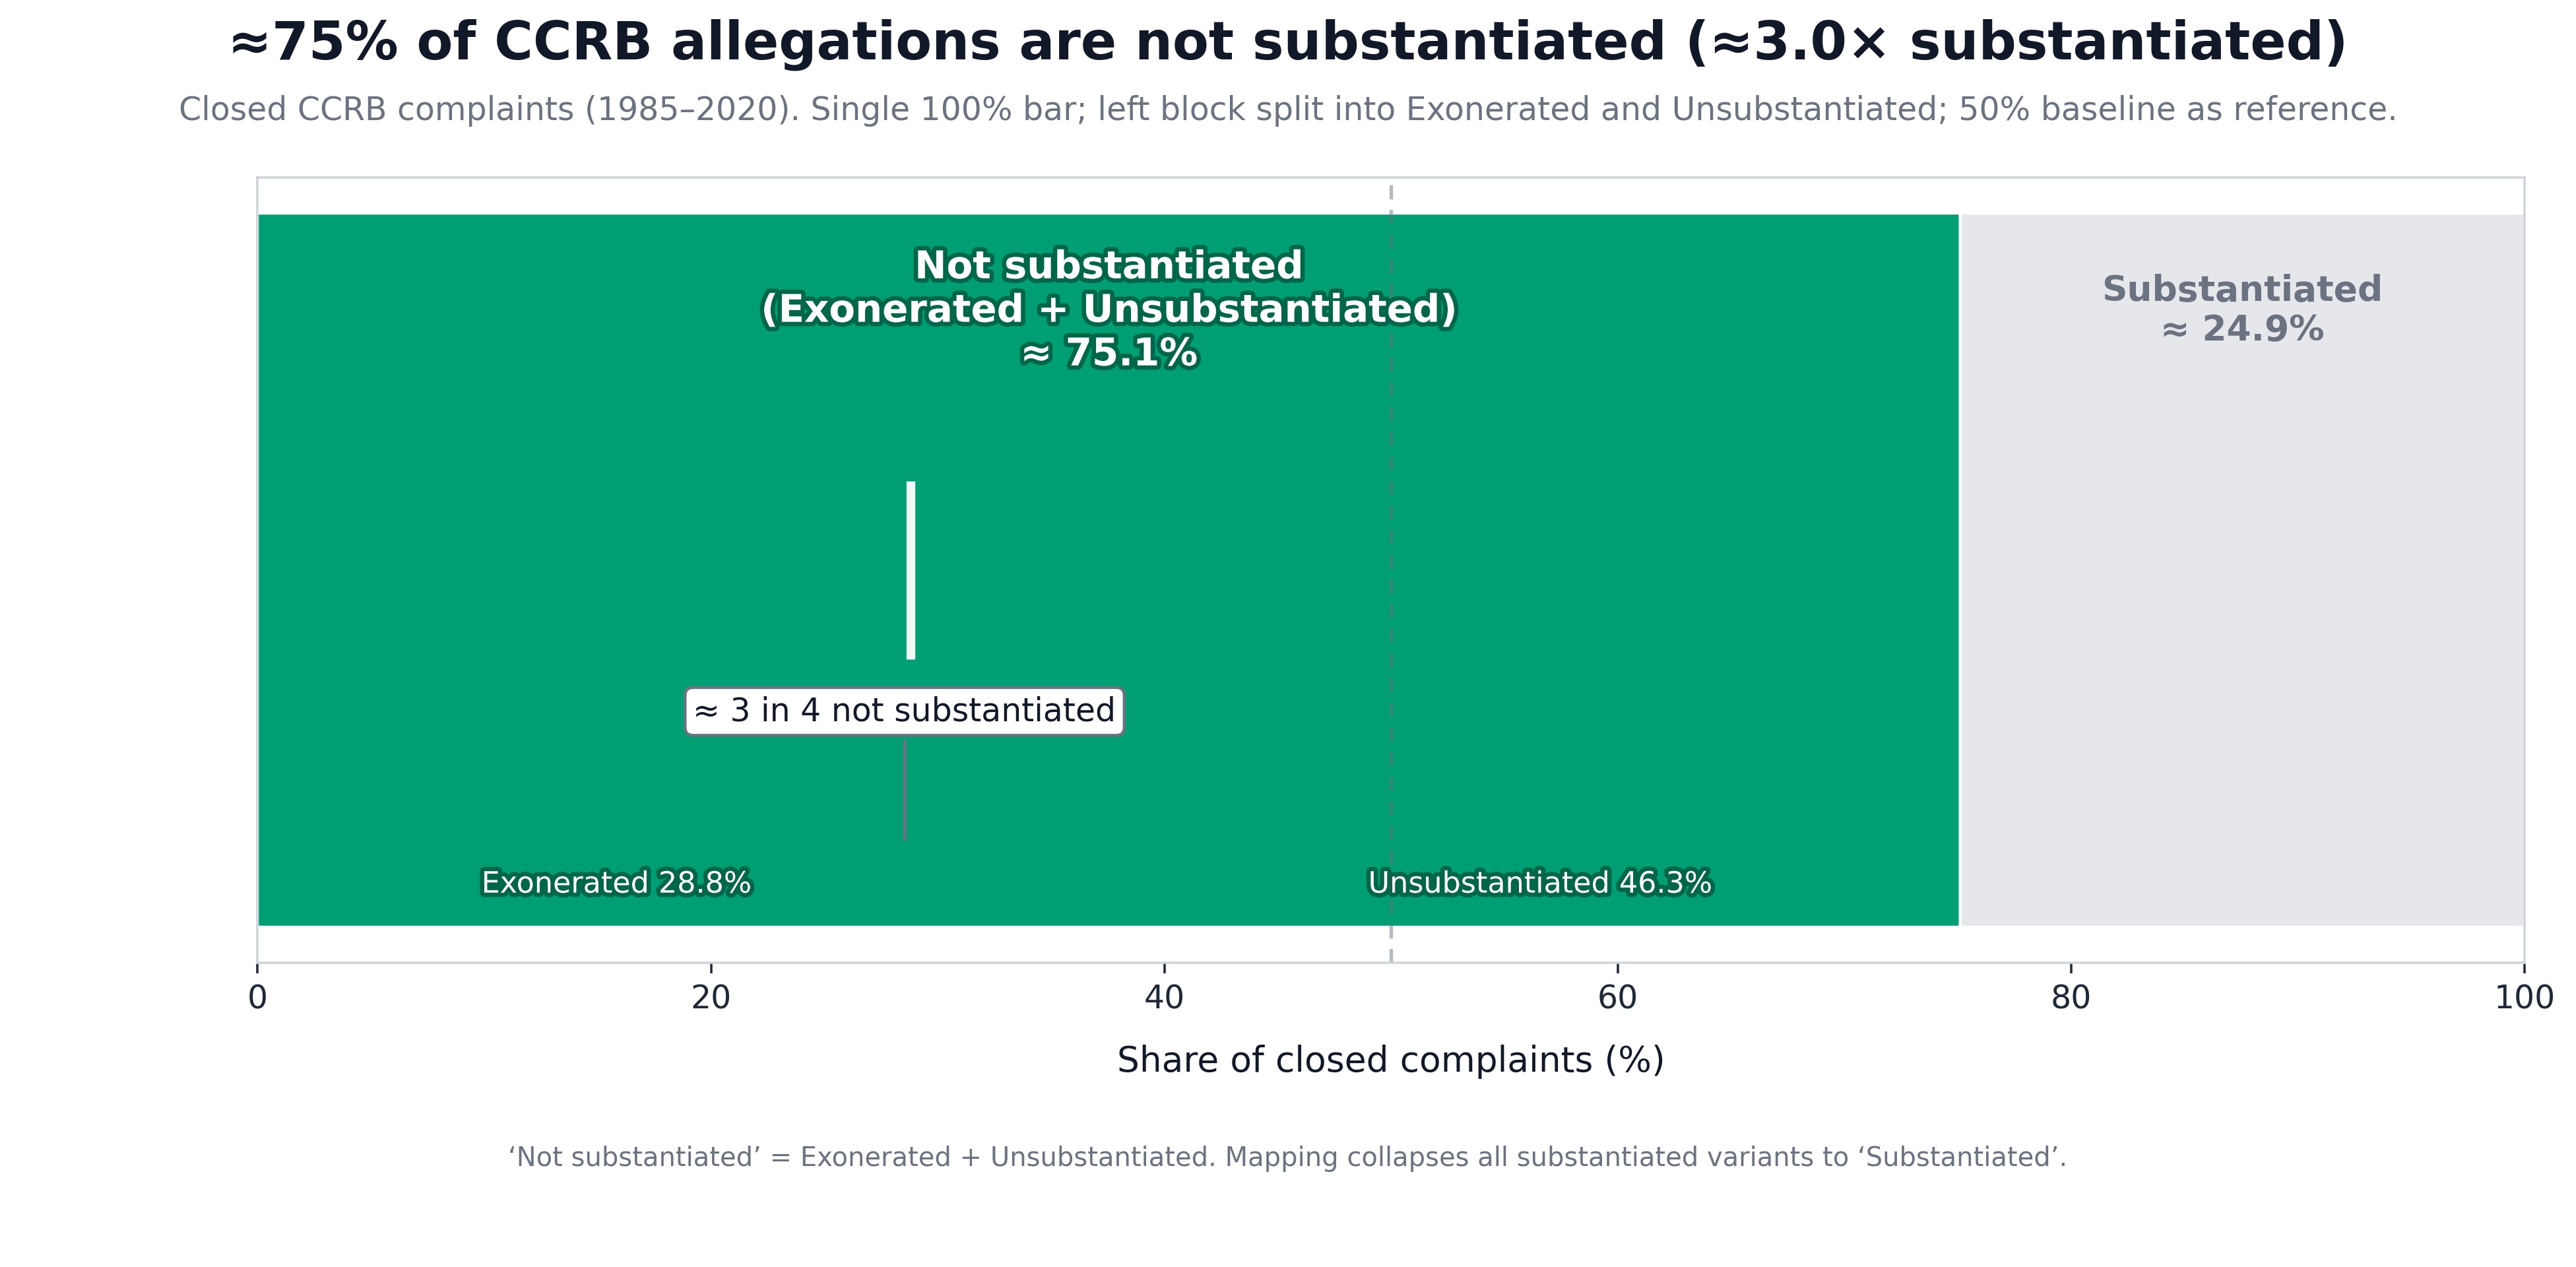 ≈75% of CCRB allegations are not substantiated (≈3.0× substantiated)
Closed CCRB complaints (1985–2020). Single 100% bar; left block split into Exonerated and Unsubstantiated; 50% baseline as reference.
Not substantiated
(Exonerated + Unsubstantiated)
≈ 75.1%
Substantiated
≈ 24.9%
≈ 3 in 4 not substantiated
Exonerated 28.8%
Unsubstantiated 46.3%
0
20
40
60
80
100
Share of closed complaints (%)
‘Not substantiated’ = Exonerated + Unsubstantiated. Mapping collapses all substantiated variants to ‘Substantiated’.